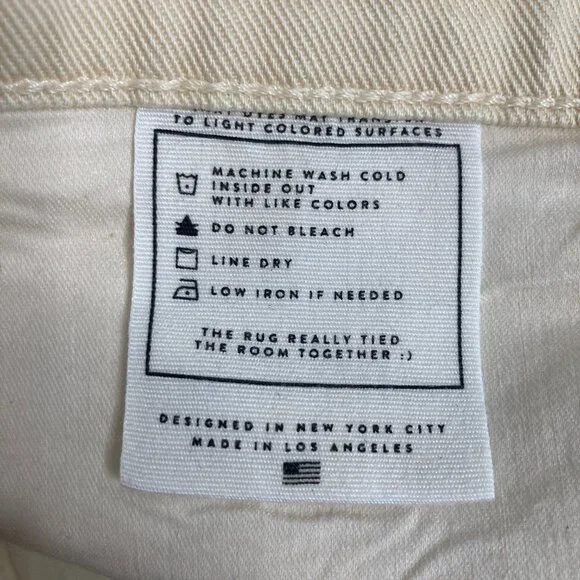 TO LIGHT COLORED SURFACES
MACHINE WASH COLD
INSIDE OUT
WITH LIKE COLORS
DO NOT BLEACH
LINE DRY
LOW IRON IF NEEDED
THE RUG REALLY TIED
THE ROOM TOGETHER :)
DESIGNED IN NEW YORK CITY
MADE IN LOS ANGELES